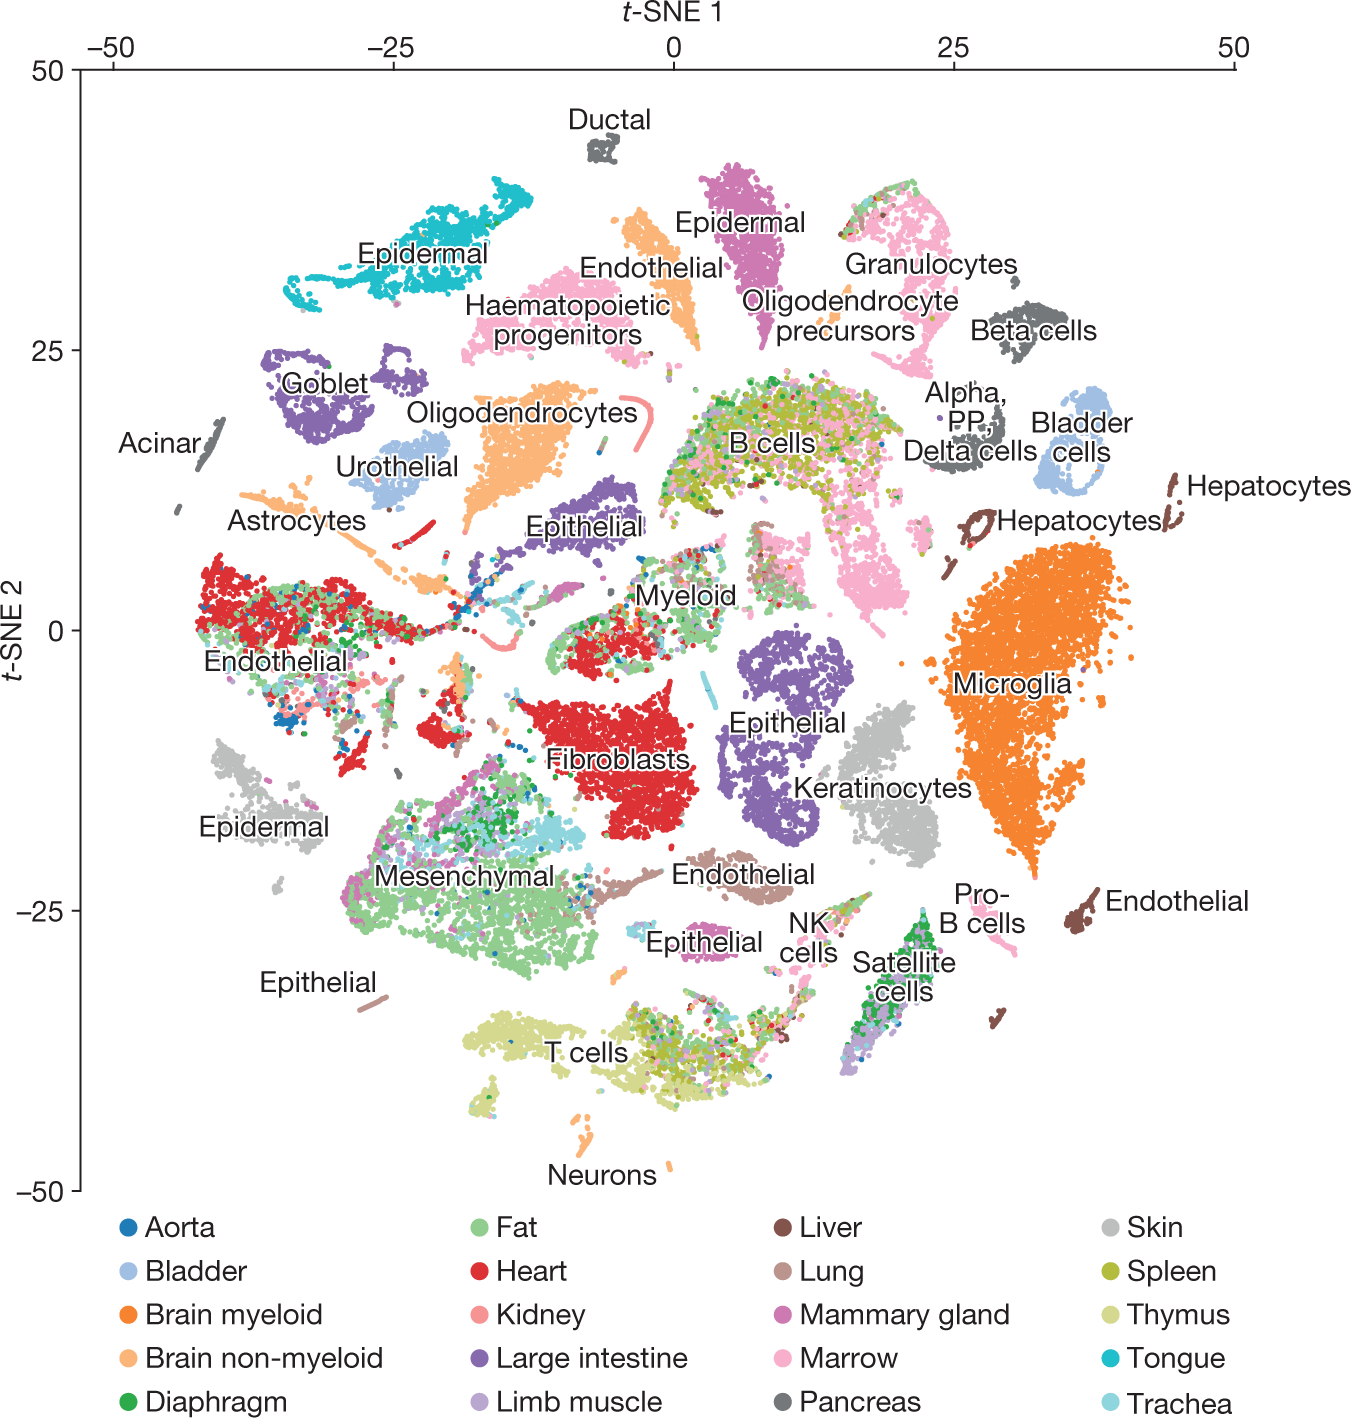 t-SNE 1
–50
–25
0
25
50
50
25
0
–25
–50
t-SNE 2
Ductal
Epidermal
Epidermal
Endothelial
Granulocytes
Haematopoietic
progenitors
Oligodendrocyte
precursors
Beta cells
Goblet
Oligodendrocytes
Alpha,
PP,
Delta cells
Bladder
cells
Acinar
B cells
Urothelial
Hepatocytes
Astrocytes
Epithelial
Hepatocytes
Myeloid
Endothelial
Microglia
Epithelial
Fibroblasts
Keratinocytes
Epidermal
Mesenchymal
Endothelial
Pro-
B cells
Endothelial
NK
cells
Epithelial
Satellite
cells
Epithelial
T cells
Neurons
Aorta
Fat
Liver
Skin
Bladder
Heart
Lung
Spleen
Brain myeloid
Kidney
Mammary gland
Thymus
Brain non-myeloid
Large intestine
Marrow
Tongue
Diaphragm
Limb muscle
Pancreas
Trachea